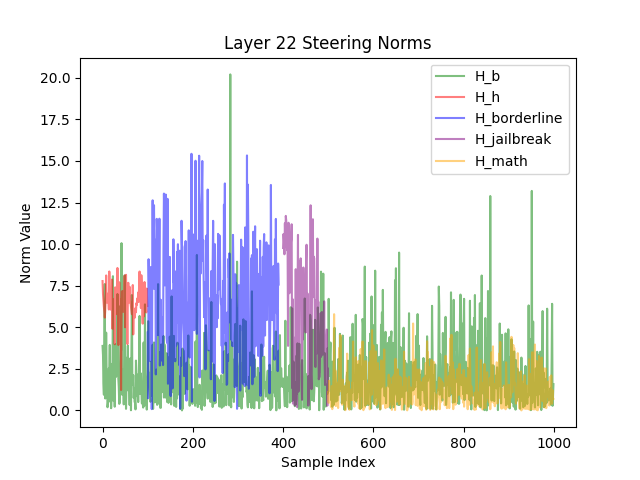 Layer 22 Steering Norms
Norm Value
20.0
17.5
15.0
12.5
10.0
7.5
5.0
2.5
0.0
H_b
H_h
H_borderline
H_jailbreak
H_math
0 200 400 600 800 1000
Sample Index